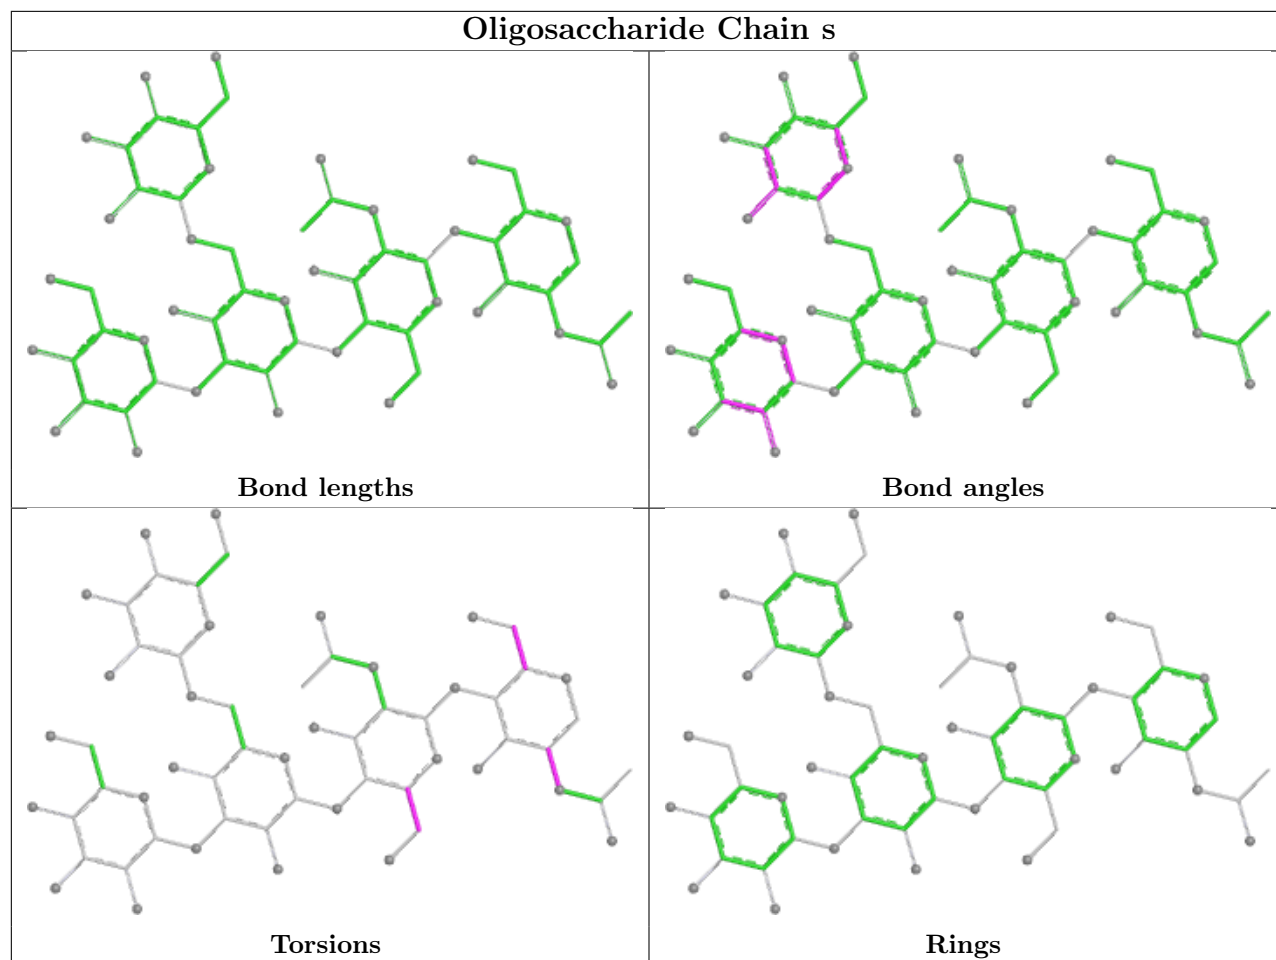 Oligosaccharide Chain s
Bond lengths
Bond angles
Torsions
Rings